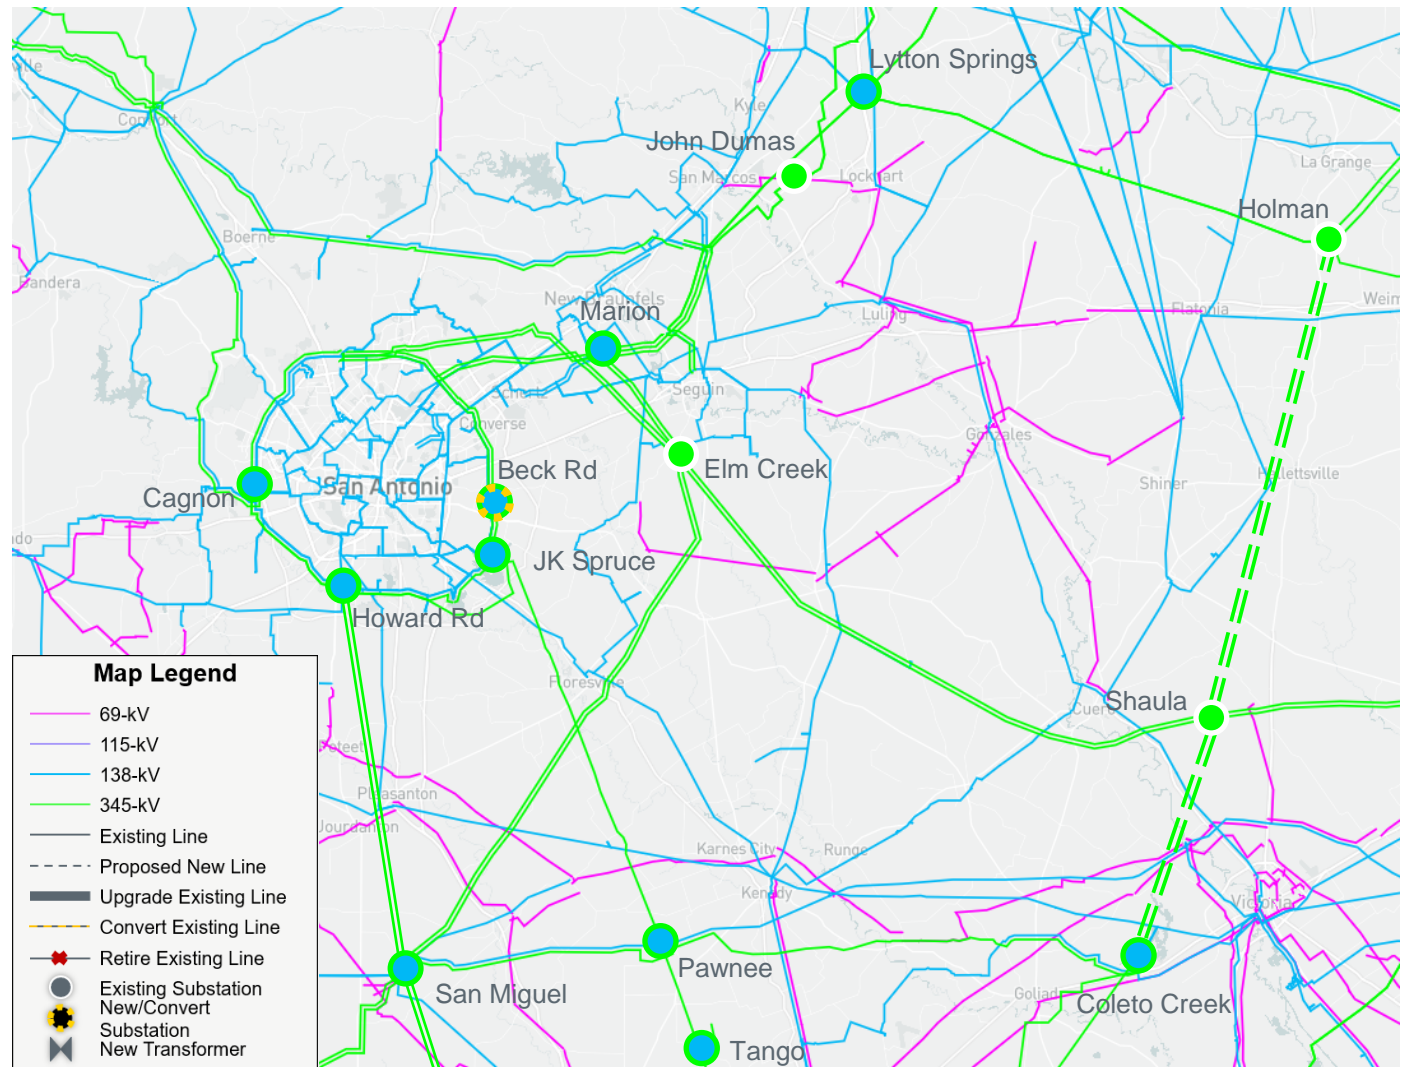 Lytton Springs
ville
Comfort
Kyle
John Dumas
La Grange
San Marcos
Lockhart
Holman
Boerne
Bandera
New Braunfels
Marion
Luling
Flatonia
Weim
Seguin
Schertz
Converse
Gonzales
Beck Rd
Elm Creek
Hallettsville
Shiner
Cagnon
San Antonio
ndo
JK Spruce
Howard Rd
Floresville
Shaula
Cuero
Map Legend
69-kV
115-kV
138-kV
345-kV
Existing Line
Proposed New Line
Upgrade Existing Line
Convert Existing Line
Retire Existing Line
Existing Substation
New/Convert
Substation
New Transformer
Poteet
Pleasanton
Jourdanton
Karnes City
Runge
Kenedy
Victoria
Pawnee
San Miguel
Goliad
Coleto Creek
Tango